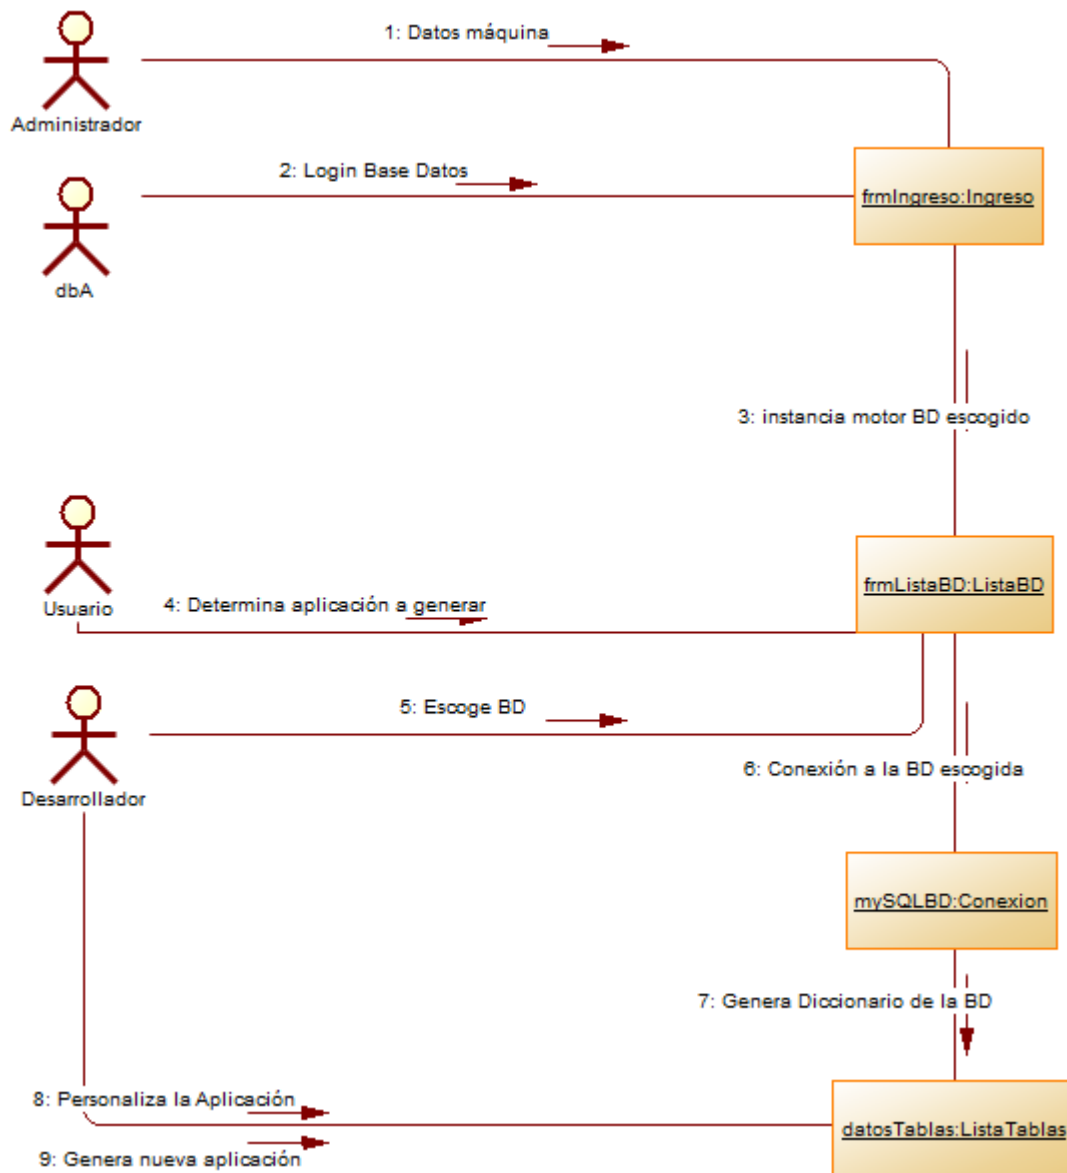 1: Datos máquina
Administrador
2: Login Base Datos
frmIngreso:Ingreso
dbA
3: instancia motor BD escogido
frmListaBD:ListaBD
Usuario
4: Determina aplicación a generar
5: Escoge BD
6: Conexión a la BD escogida
Desarrollador
mySQLBD:Conexion
7: Genera Diccionario de la BD
8: Personaliza la Aplicación
datosTablas:ListaTablas
9: Genera nueva aplicación